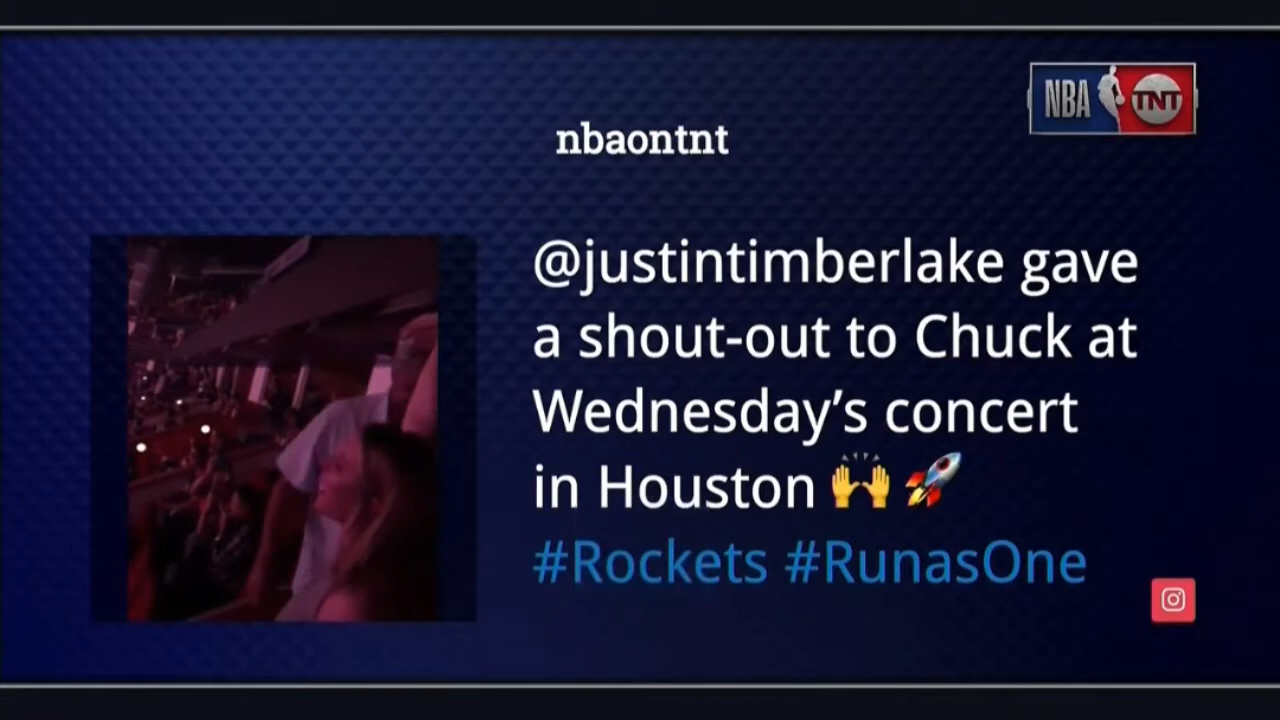 NBA TNT
nbaontnt
@justintimberlake gave
a shout-out to Chuck at
Wednesday’s concert
in Houston 🙌 🚀
#Rockets #RunasOne